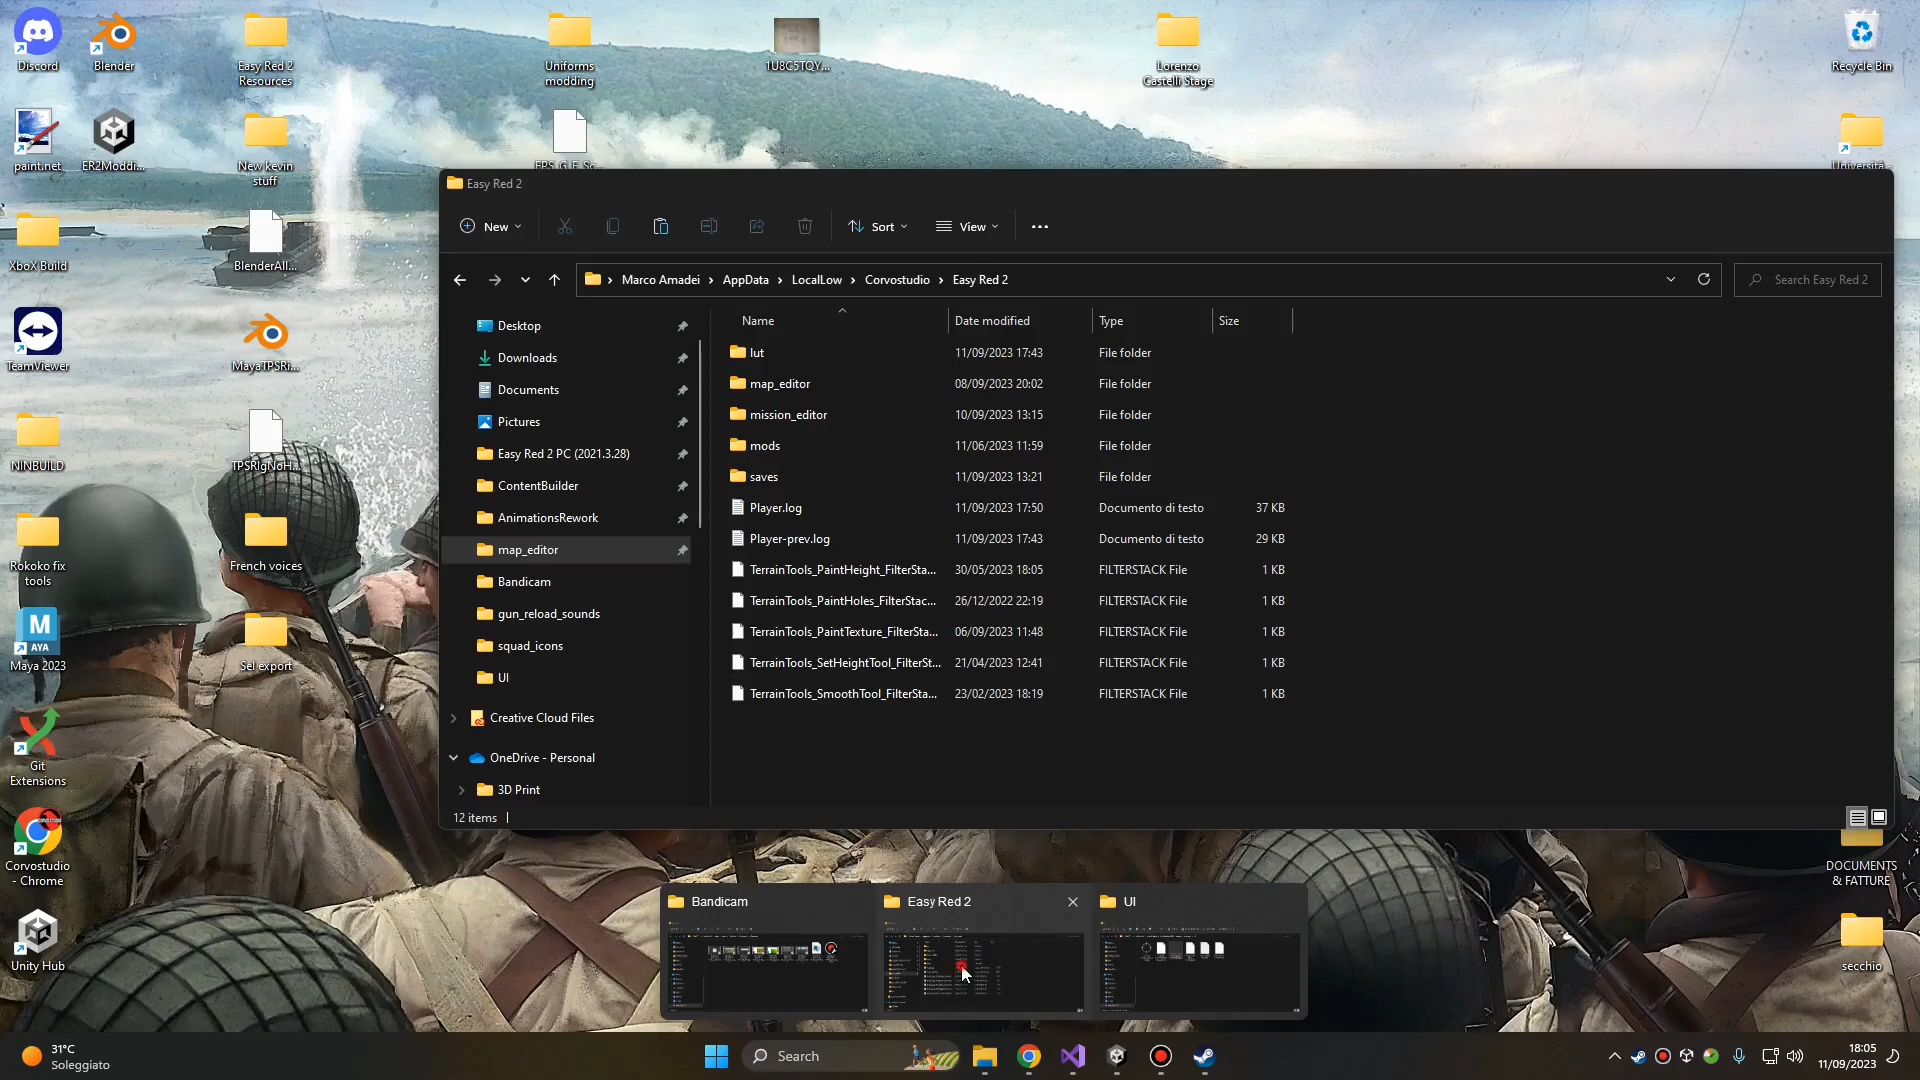 Discord
Blender
Easy Red 2
Resources
Uniforms
modding
1U8C5TQY...
Lorenzo
Castelli Stage
Recycle Bin
paint.net
ER2Moddi...
New kevin
stuff
FPS_G_F_Sc...
Università...
XboX Build
BlenderAll...
TeamViewer
MayaTPSRi...
NINBUILD
TPSRigNoH...
Rokoko fix
tools
French voices
Maya 2023
Sel export
Git
Extensions
Corvostudio
- Chrome
Unity Hub
DOCUMENTS
& FATTURE
secchio
Easy Red 2
New
Sort
View
Marco Amadei > AppData > LocalLow > Corvostudio > Easy Red 2
Search Easy Red 2
Desktop
Downloads
Documents
Pictures
Easy Red 2 PC (2021.3.28)
ContentBuilder
AnimationsRework
map_editor
Bandicam
gun_reload_sounds
squad_icons
UI
Creative Cloud Files
OneDrive - Personal
3D Print
Name Date modified Type Size
lut 11/09/2023 17:43 File folder
map_editor 08/09/2023 20:02 File folder
mission_editor 10/09/2023 13:15 File folder
mods 11/06/2023 11:59 File folder
saves 11/09/2023 13:21 File folder
Player.log 11/09/2023 17:50 Documento di testo 37 KB
Player-prev.log 11/09/2023 17:43 Documento di testo 29 KB
TerrainTools_PaintHeight_FilterSta... 30/05/2023 18:05 FILTERSTACK File 1 KB
TerrainTools_PaintHoles_FilterStac... 26/12/2022 22:19 FILTERSTACK File 1 KB
TerrainTools_PaintTexture_FilterSta... 06/09/2023 11:48 FILTERSTACK File 1 KB
TerrainTools_SetHeightTool_FilterSt... 21/04/2023 12:41 FILTERSTACK File 1 KB
TerrainTools_SmoothTool_FilterSta... 23/02/2023 18:19 FILTERSTACK File 1 KB
12 items
Bandicam
Easy Red 2
UI
31°C
Soleggiato
Search
18:05
11/09/2023